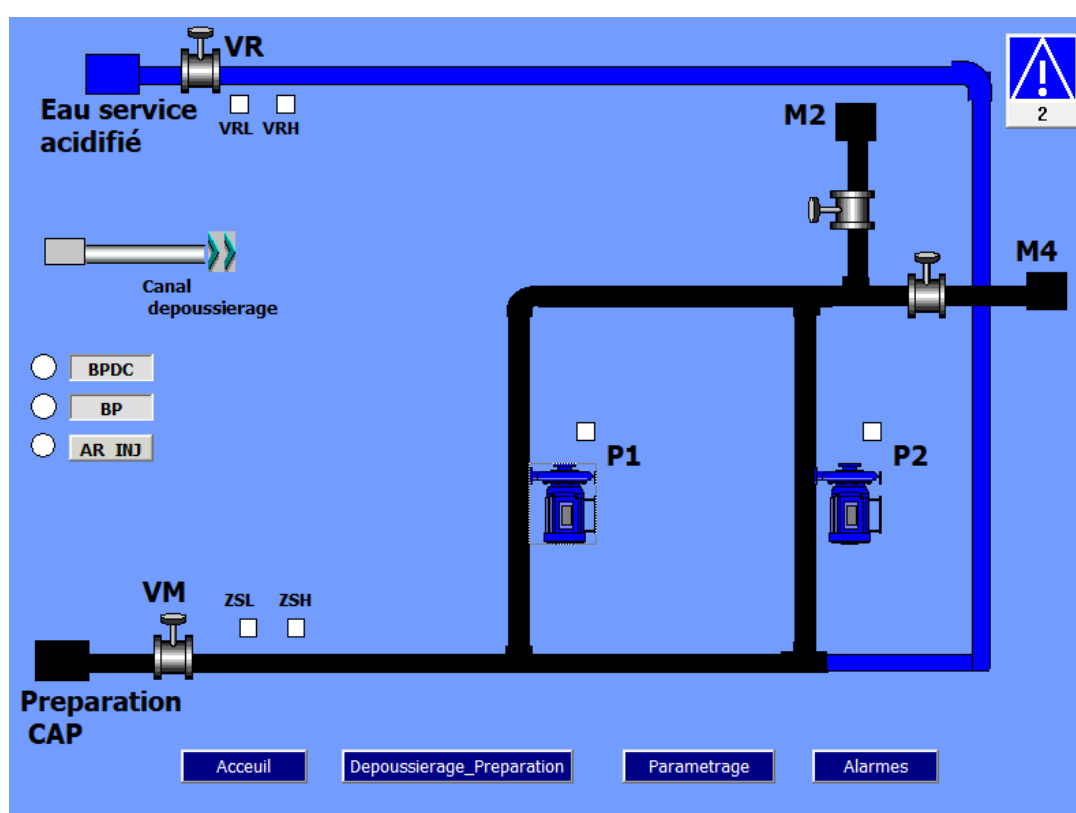 VR
Eau service
acidifié
VRL VRH
2
M2
M4
Canal
depoussierage
BPDC
BP
AR INJ
P1
P2
VM
ZSL ZSH
Preparation
CAP
Acceuil
Depoussierage_Preparation
Parametrage
Alarmes